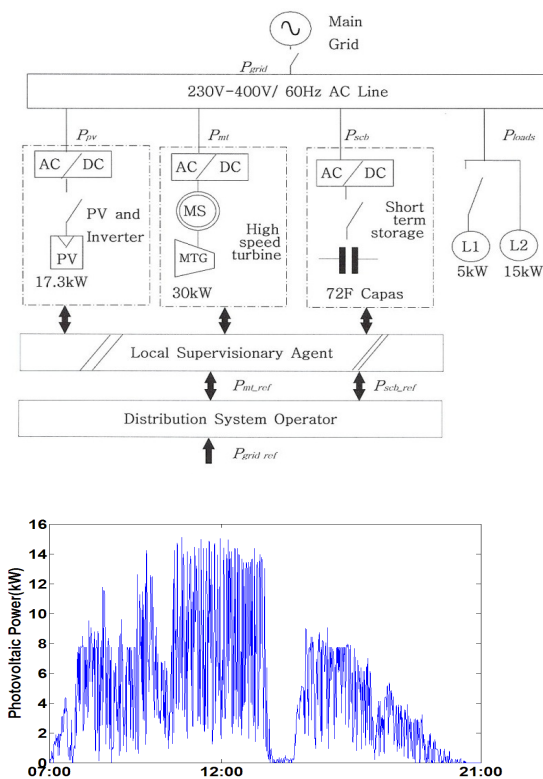 Main
Grid
Pgrid
230V-400V/ 60Hz AC Line
Ppv
Pmt
Pscb
Ploads
AC DC
AC DC
AC DC
PV and
Inverter
PV
17.3kW
MS
MTG
High
speed
turbine
30kW
Short
term
storage
72F Capas
L1
5kW
L2
15kW
Local Supervisionary Agent
Pmt_ref
Pscb_ref
Distribution System Operator
Pgrid ref
Photovoltaic Power(kW)
16
14
12
10
8
6
4
2
0
07:00
12:00
21:00